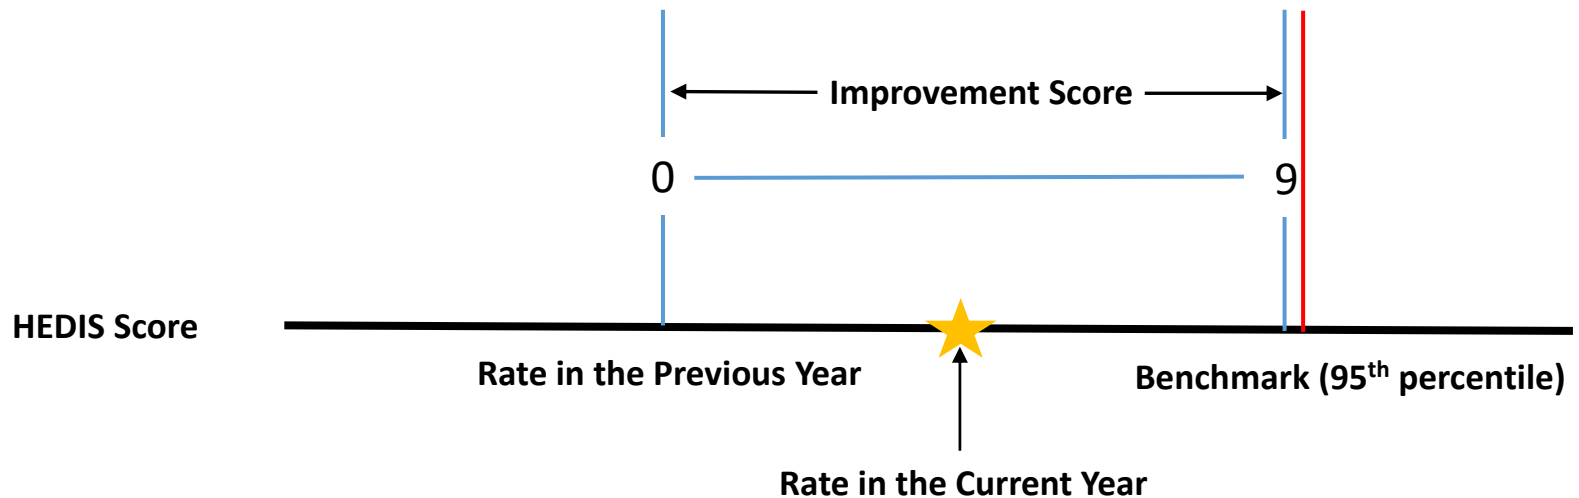 Improvement Score
0
9
HEDIS Score
Rate in the Previous Year
Benchmark (95th percentile)
Rate in the Current Year